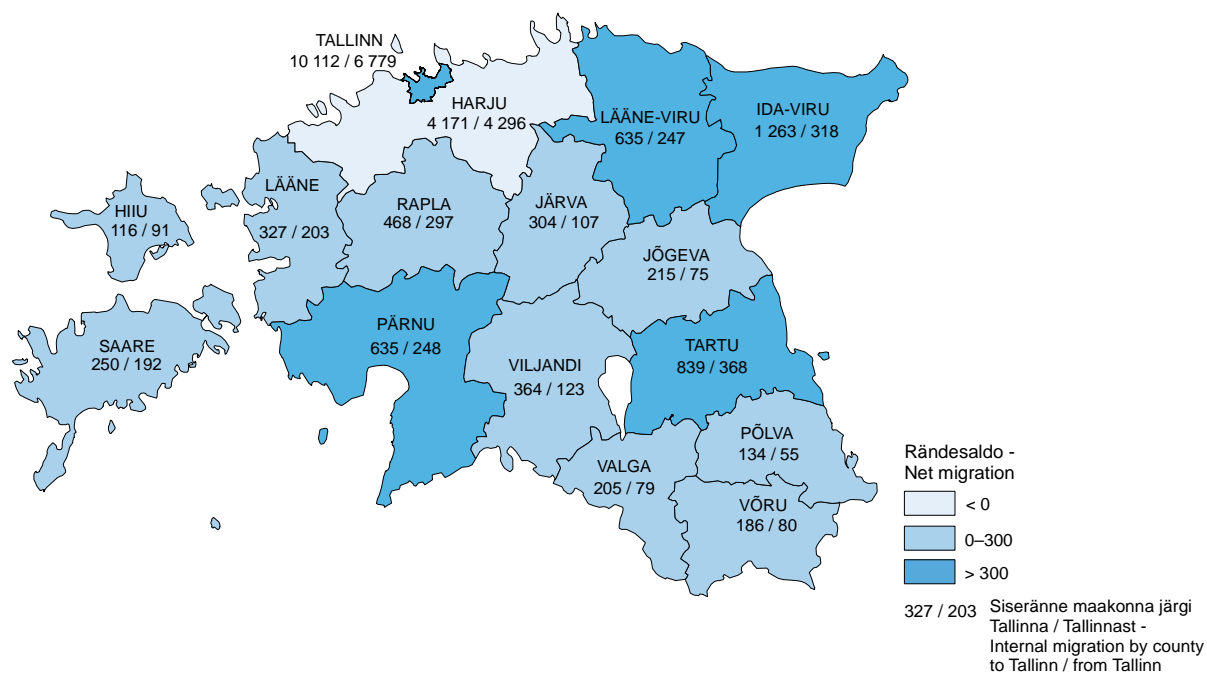 TALLINN
10 112 / 6 779
HARJU
4 171 / 4 296
LÄÄNE-VIRU
635 / 247
IDA-VIRU
1 263 / 318
LÄÄNE
327 / 203
HIIU
116 / 91
RAPLA
468 / 297
JÄRVA
304 / 107
JÕGEVA
215 / 75
SAARE
250 / 192
PÄRNU
635 / 248
VILJANDI
364 / 123
TARTU
839 / 368
PÕLVA
134 / 55
VALGA
205 / 79
VÕRU
186 / 80
Rändesaldo -
Net migration
< 0
0–300
> 300
327 / 203 Siseränne maakonna järgi
Tallinna / Tallinnast -
Internal migration by county
to Tallinn / from Tallinn